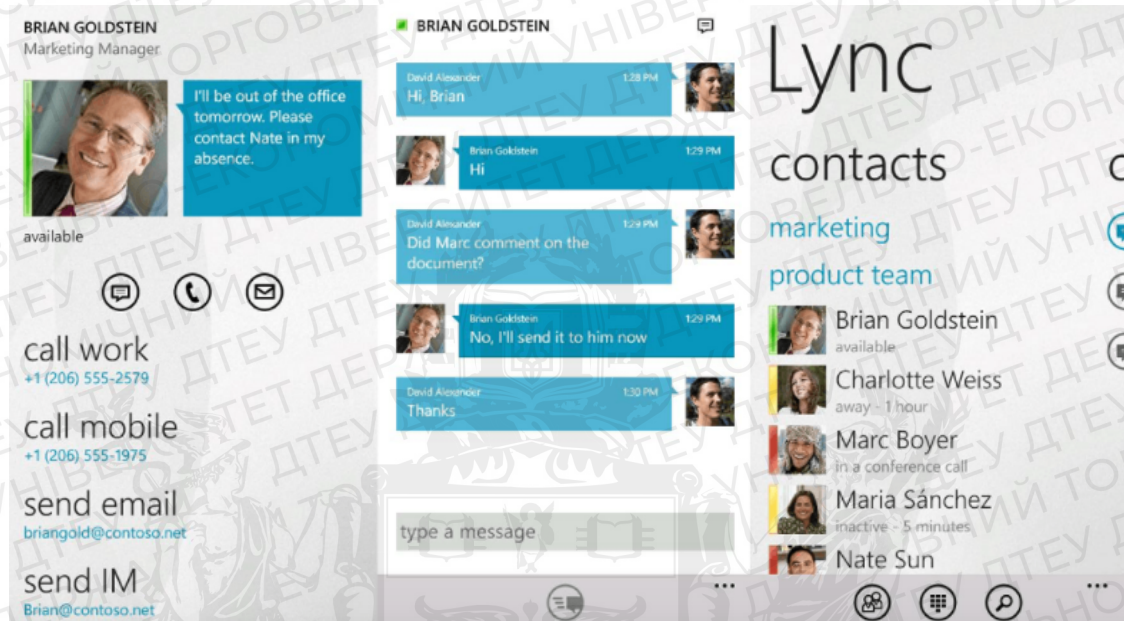 BRIAN GOLDSTEIN
Marketing Manager
I'll be out of the office
tomorrow. Please
contact Nate in my
absence.
available
call work
+1 (206) 555-2579
call mobile
+1 (206) 555-1975
send email
briangold@contoso.net
send IM
Brian@contoso.net
BRIAN GOLDSTEIN
David Alexander 1:28 PM
Hi, Brian
Brian Goldstein 1:29 PM
Hi
David Alexander 1:29 PM
Did Marc comment on the
document?
Brian Goldstein 1:29 PM
No, I'll send it to him now
David Alexander 1:30 PM
Thanks
type a message
Lync
contacts
marketing
product team
Brian Goldstein
available
Charlotte Weiss
away - 1 hour
Marc Boyer
in a conference call
Maria Sánchez
inactive - 5 minutes
Nate Sun